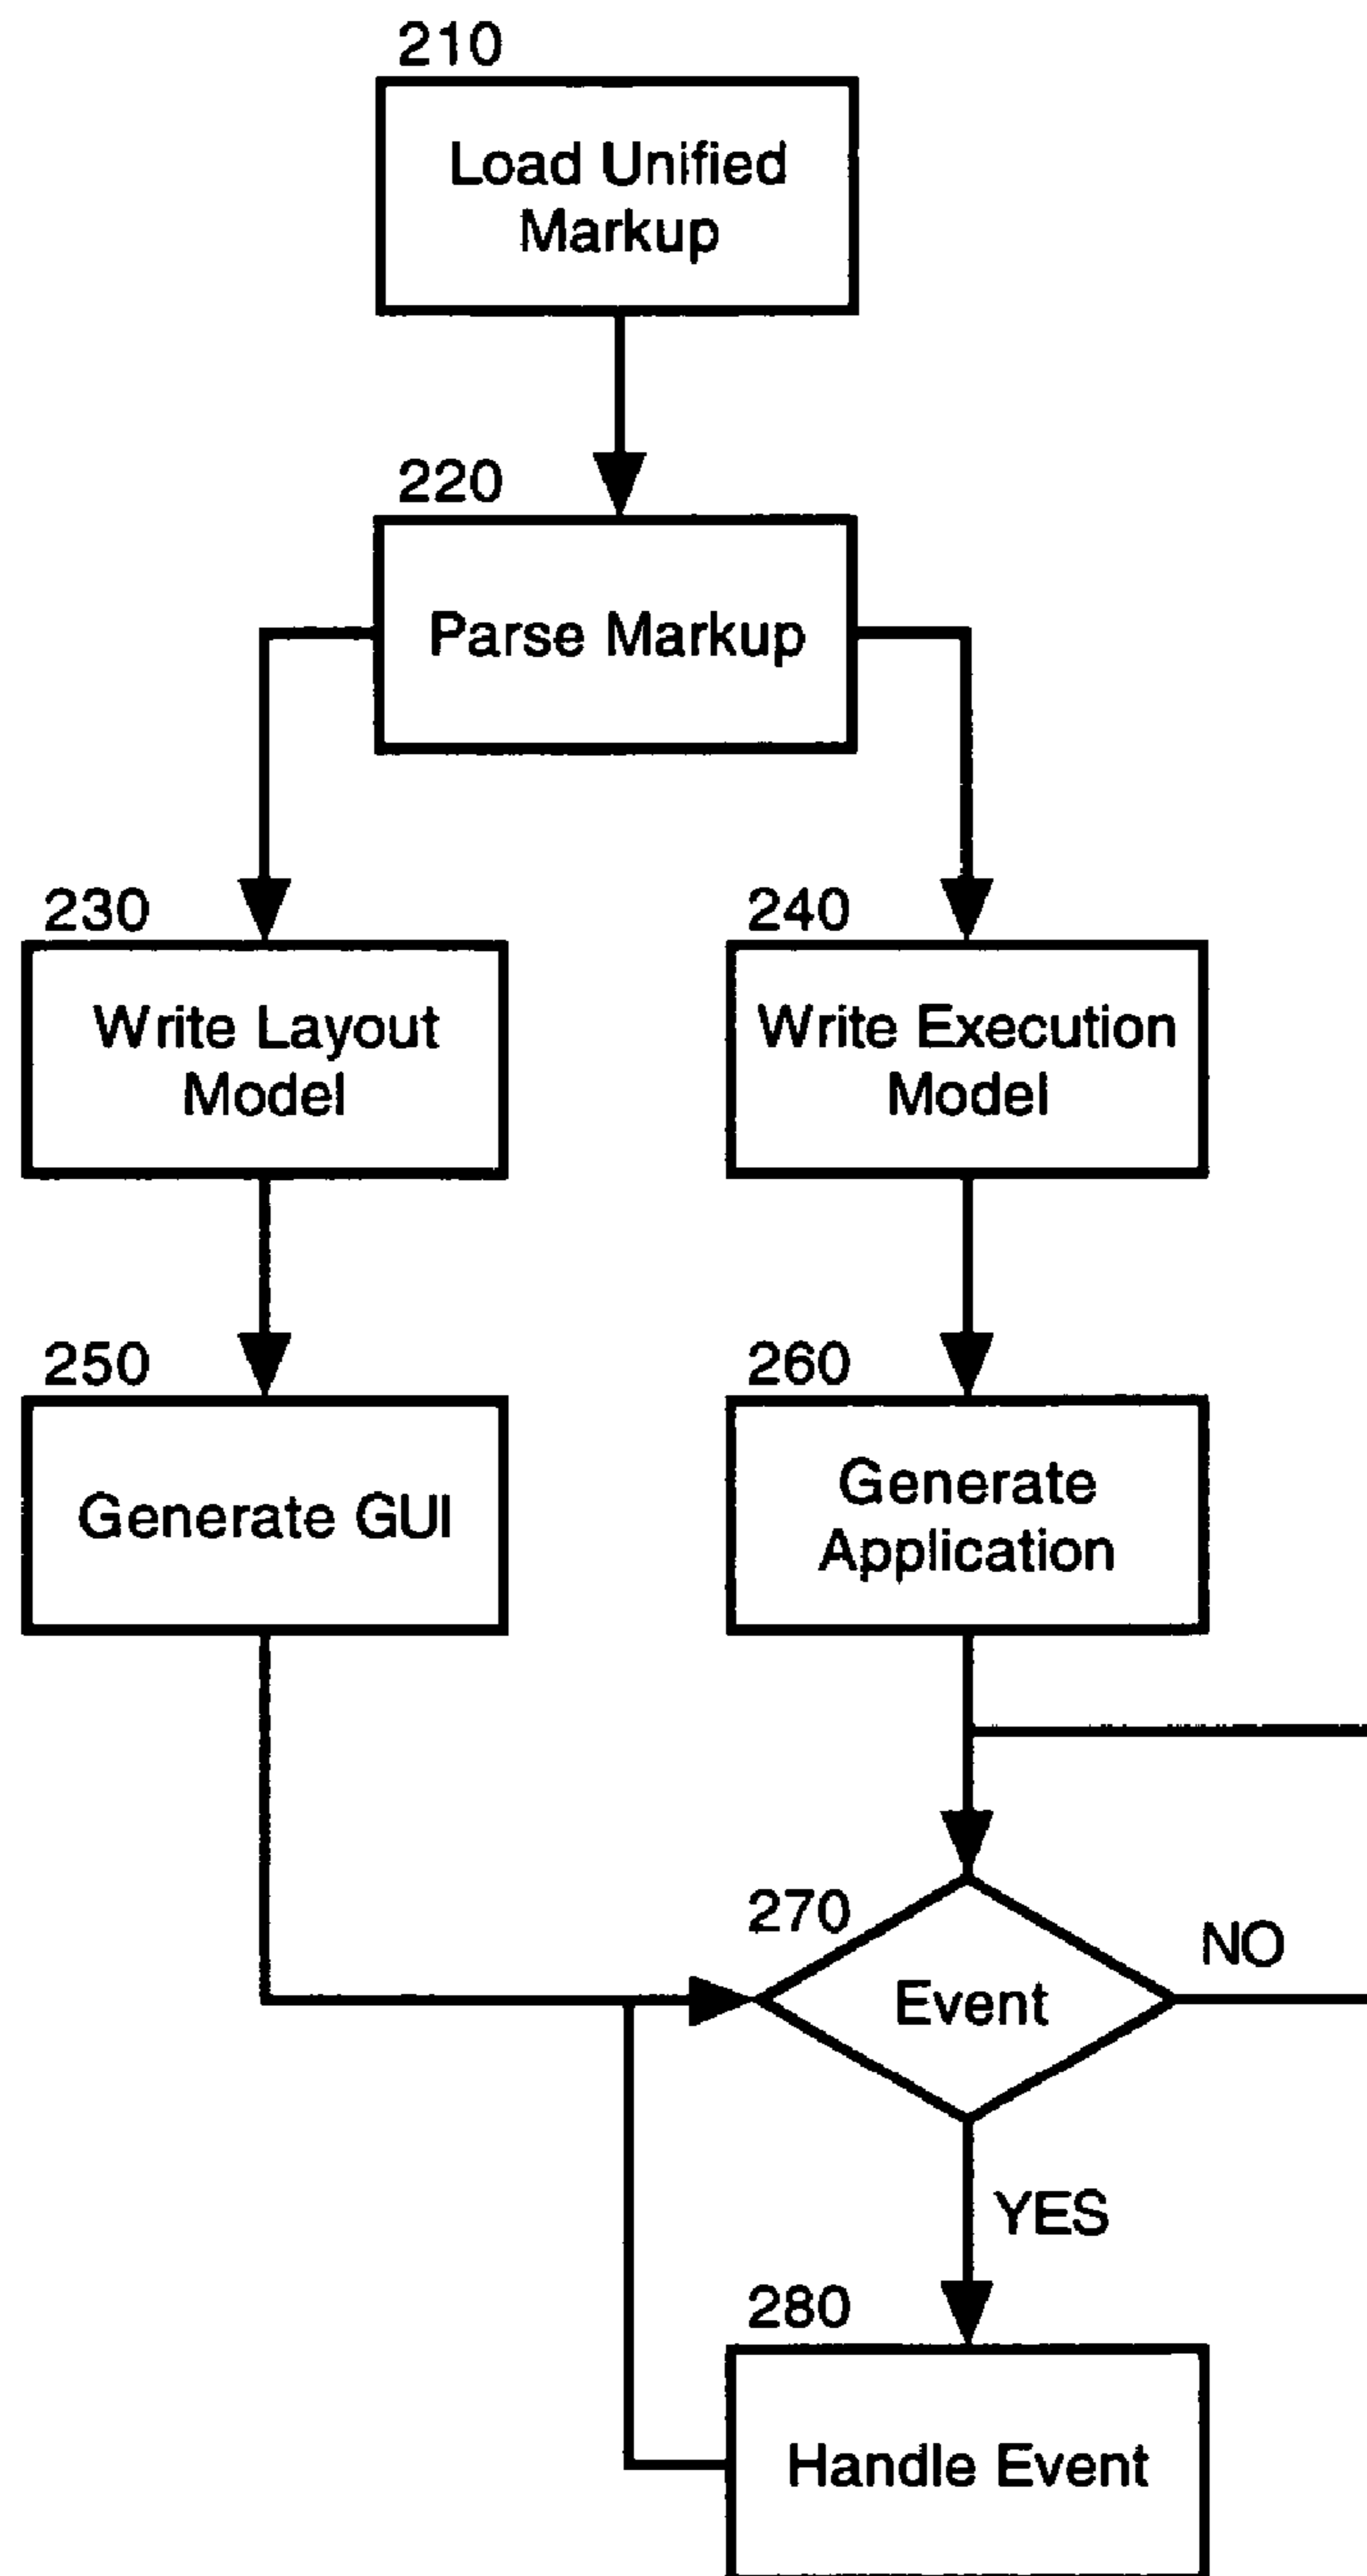 210
Load Unified
Markup
220
Parse Markup
230
Write Layout
Model
240
Write Execution
Model
250
Generate GUI
260
Generate
Application
270
Event
NO
YES
280
Handle Event